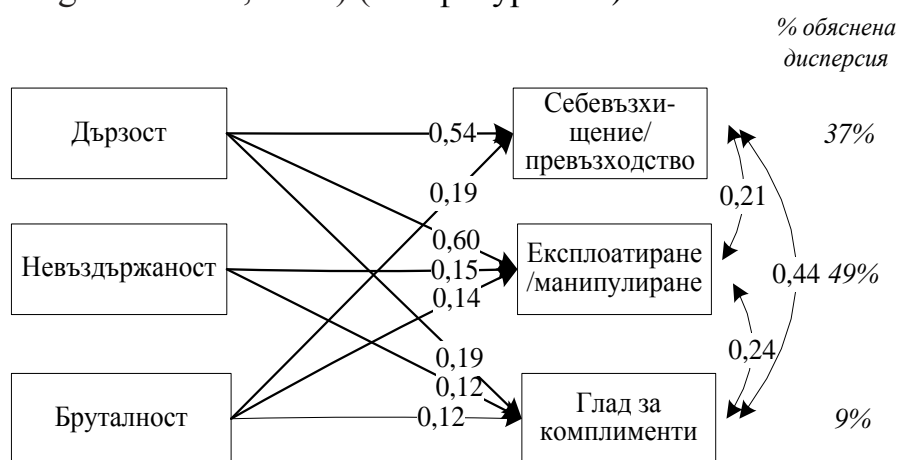 % обяснена
дисперсия
Дързост
0,54
Себевъзхи-
щение/
превъзходство
37%
0,19
0,21
0,60
Невъздържаност
0,15
Експлоатиране
/манипулиране
0,44
49%
0,14
0,24
0,19
0,12
Бруталност
0,12
Глад за
комплименти
9%